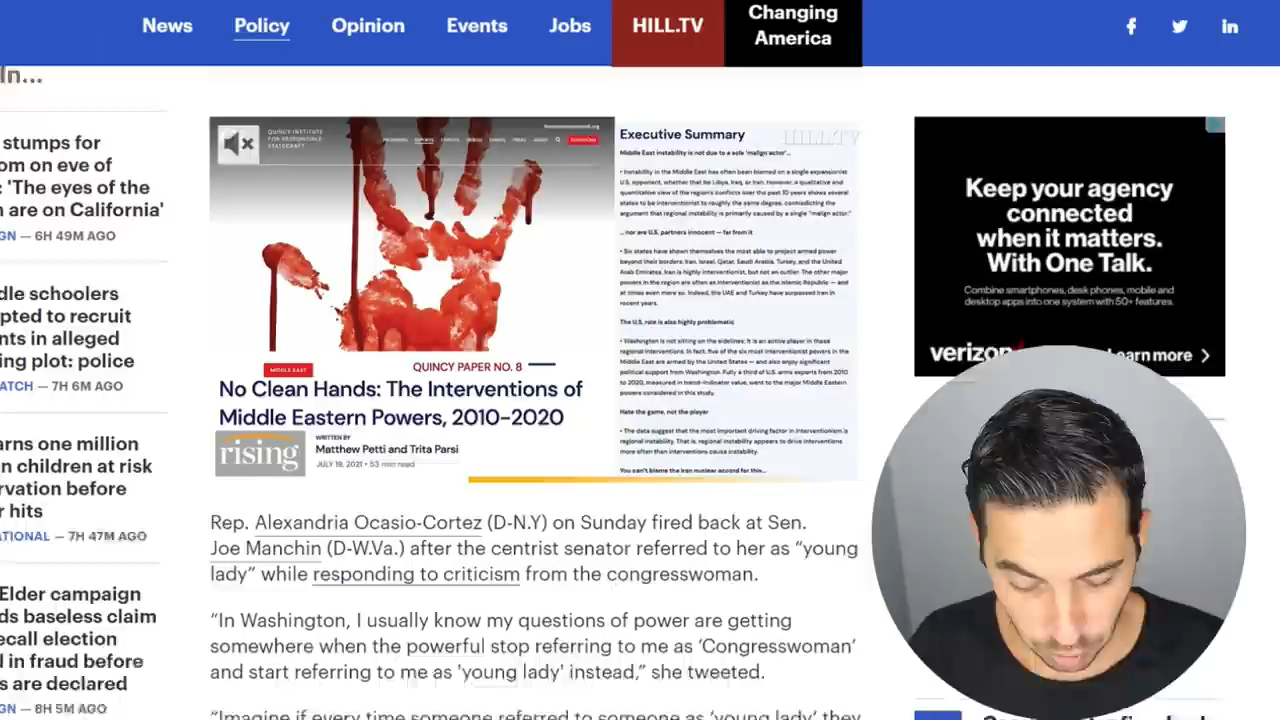 News
Policy
Opinion
Events
Jobs
HILL.TV
Changing
America
In...
stumps for
om on eve of
: 'The eyes of the
n are on California'
GN — 6H 49M AGO
dle schoolers
pted to recruit
nts in alleged
ing plot: police
ATCH — 7H 6M AGO
arns one million
n children at risk
rvation before
r hits
ATIONAL — 7H 47M AGO
Elder campaign
ds baseless claim
ecall election
d in fraud before
s are declared
GN — 8H 5M AGO
QUINCY INSTITUTE
FOR RESPONSIBLE
STATECRAFT
MIDDLE EAST
QUINCY PAPER NO. 8
No Clean Hands: The Interventions of
Middle Eastern Powers, 2010–2020
rising
WRITTEN BY
Matthew Petti and Trita Parsi
JULY 19, 2021 • 53 min read
Executive Summary
HILL.TV
Middle East instability is not due to a sole 'malign actor'...
• Instability in the Middle East has often been blamed on a single expansionist
U.S. opponent, whether that be Libya, Iraq, or Iran. However, a qualitative and
quantitative view of the region's conflicts over the past 10 years shows several
states to be interventionist to roughly the same degree, contradicting the
argument that regional instability is primarily caused by a single "malign actor."
... nor are U.S. partners innocent — far from it
• Six states have shown themselves the most able to project armed power
beyond their borders: Iran, Israel, Qatar, Saudi Arabia, Turkey, and the United
Arab Emirates. Iran is highly interventionist, but not an outlier. The other major
powers in the region are often as interventionist as the Islamic Republic — and
at times even more so. Indeed, the UAE and Turkey have surpassed Iran in
recent years.
The U.S. role is also highly problematic
• Washington is not sitting on the sidelines: It is an active player in these
regional interventions. In fact, five of the six most interventionist powers in the
Middle East are armed by the United States — and also enjoy significant
political support from Washington. Fully a third of U.S. arms exports from 2010
to 2020, measured in trend-indicator value, went to the major Middle Eastern
powers considered in this study.
Hate the game, not the player
• The data suggest that the most important driving factor in interventionism is
regional instability. That is, regional instability appears to drive interventions
more often than interventions cause instability.
You can't blame the Iran nuclear accord for this...
Keep your agency
connected
when it matters.
With One Talk.
Combine smartphones, desk phones, mobile and
desktop apps into one system with 50+ features.
verizon
Learn more
Rep. Alexandria Ocasio-Cortez (D-N.Y) on Sunday fired back at Sen.
Joe Manchin (D-W.Va.) after the centrist senator referred to her as “young
lady” while responding to criticism from the congresswoman.
“In Washington, I usually know my questions of power are getting
somewhere when the powerful stop referring to me as ‘Congresswoman’
and start referring to me as 'young lady' instead,” she tweeted.
“Imagine if every time someone referred to someone as ‘young lady’ they